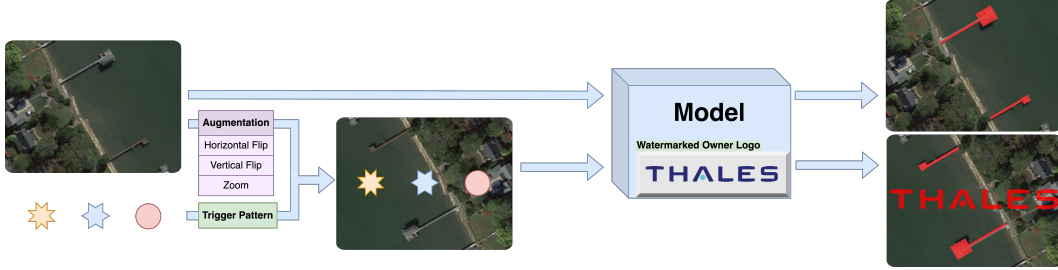 Augmentation
Horizontal Flip
Vertical Flip
Zoom
Trigger Pattern
Model
Watermarked Owner Logo
THALES
THALES